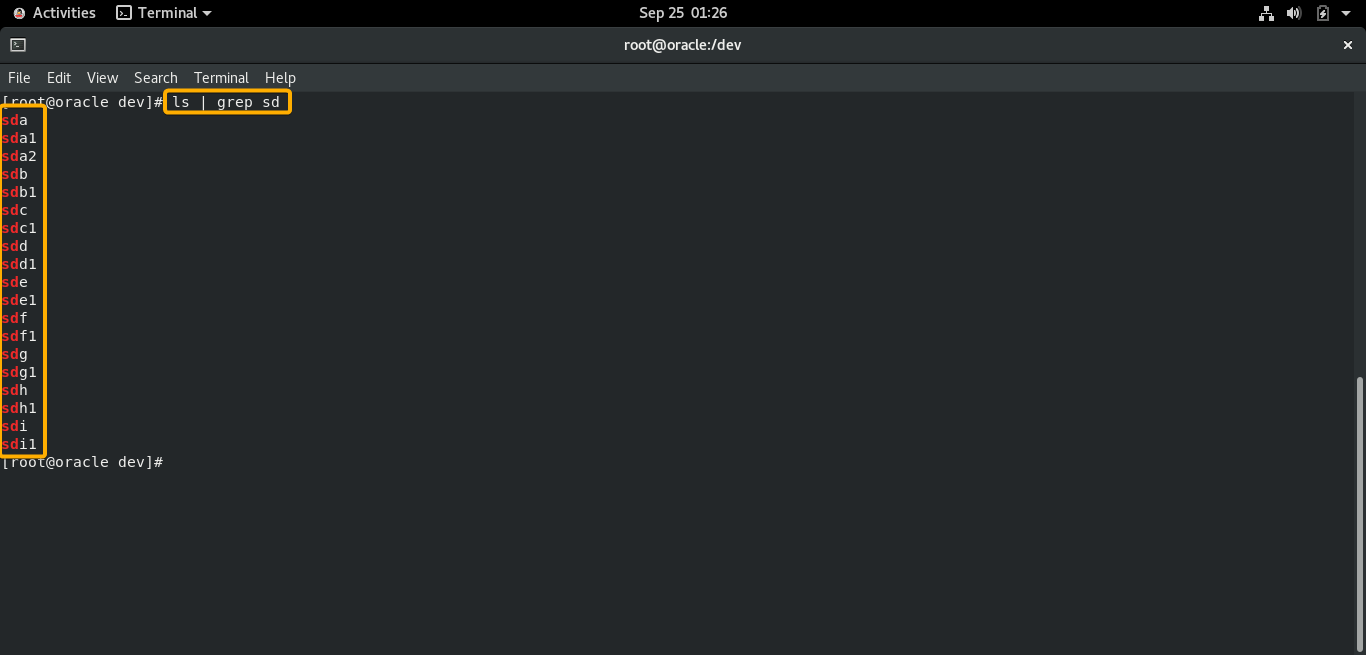 Activities Terminal Sep 25 01:26
root@oracle:/dev
File Edit View Search Terminal Help
[root@oracle dev]# ls | grep sd
sda
sda1
sda2
sdb
sdb1
sdc
sdc1
sdd
sdd1
sde
sde1
sdf
sdf1
sdg
sdg1
sdh
sdh1
sdi
sdi1
[root@oracle dev]#